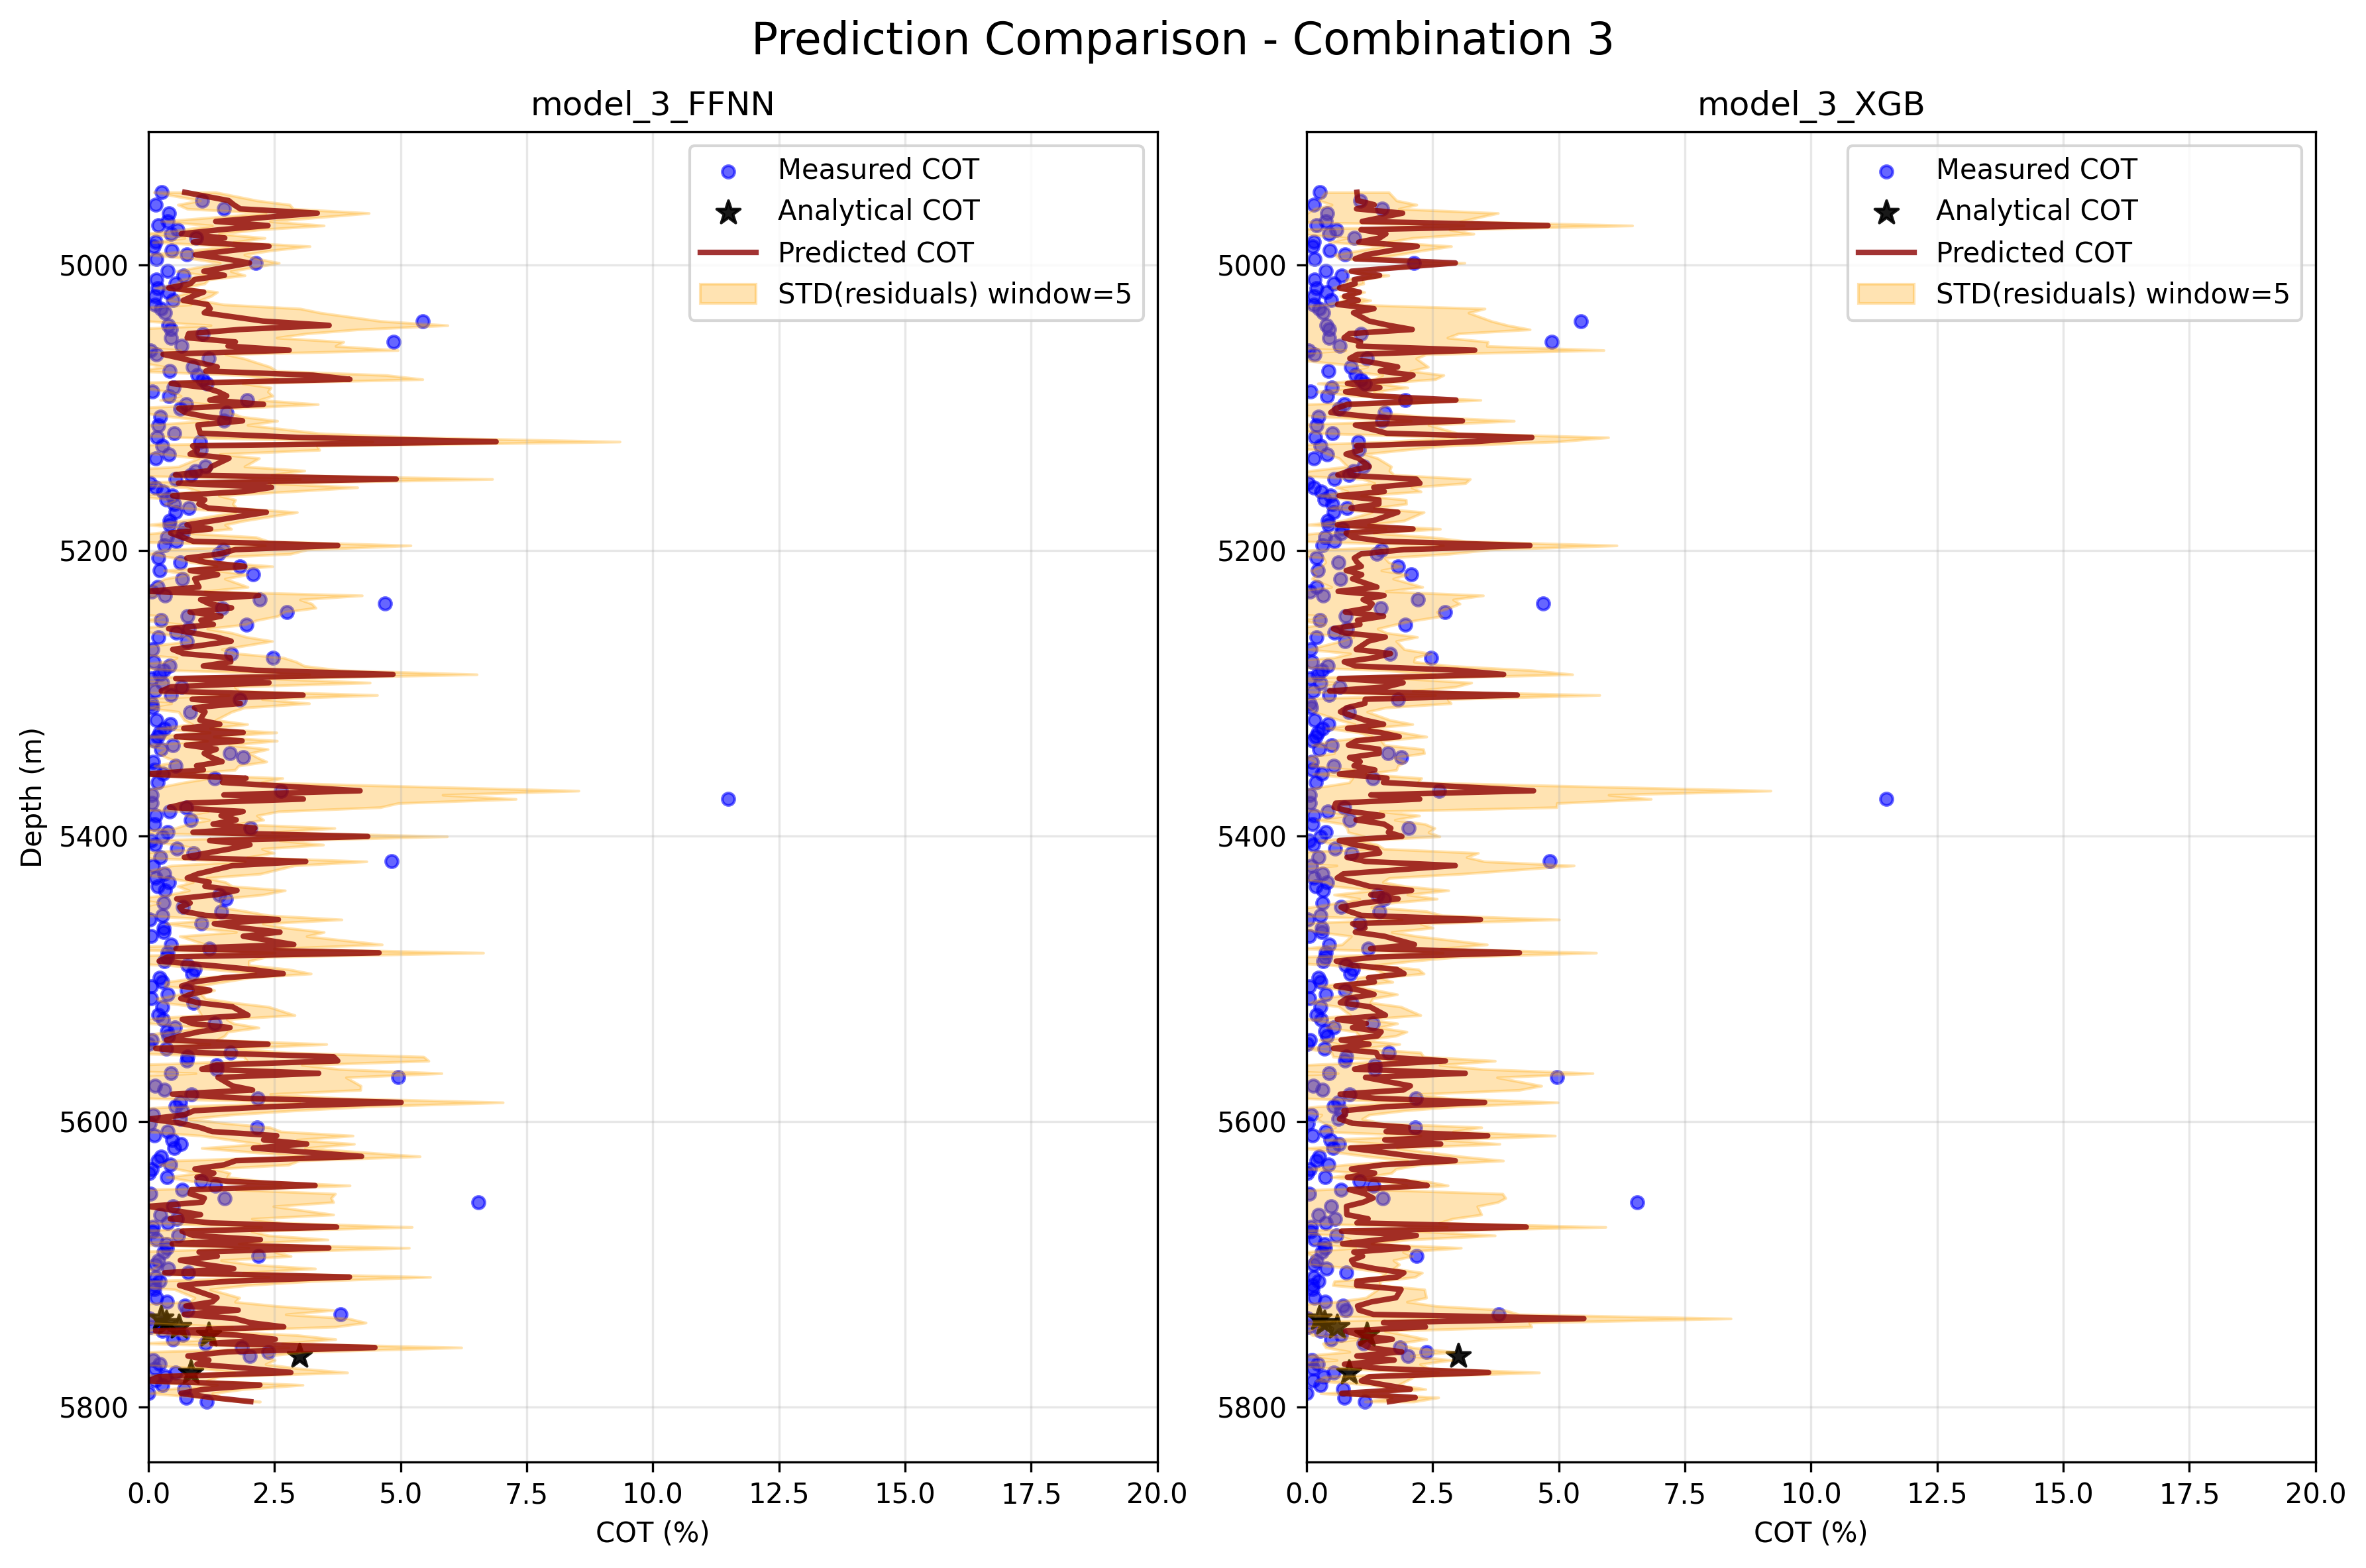 Prediction Comparison - Combination 3
model_3_FFNN
Measured COT
Analytical COT
Predicted COT
STD(residuals) window=5
Depth (m)
5000
5200
5400
5600
5800
0.0 2.5 5.0 7.5 10.0 12.5 15.0 17.5 20.0
COT (%)
model_3_XGB
Measured COT
Analytical COT
Predicted COT
STD(residuals) window=5
5000
5200
5400
5600
5800
0.0 2.5 5.0 7.5 10.0 12.5 15.0 17.5 20.0
COT (%)